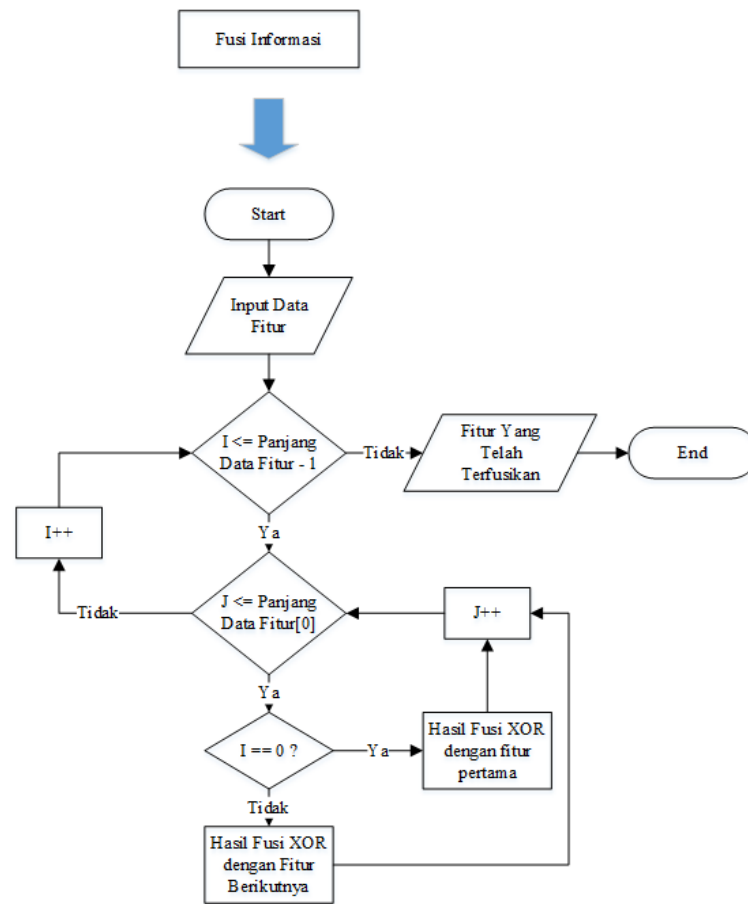 Fusi Informasi
Start
Input Data
Fitur
I <= Panjang
Data Fitur - 1
Tidak
Fitur Yang
Telah
Terfusikan
End
Ya
I++
J <= Panjang
Data Fitur[0]
Tidak
J++
Ya
I == 0 ?
Ya
Hasil Fusi XOR
dengan fitur
pertama
Tidak
Hasil Fusi XOR
dengan Fitur
Berikutnya